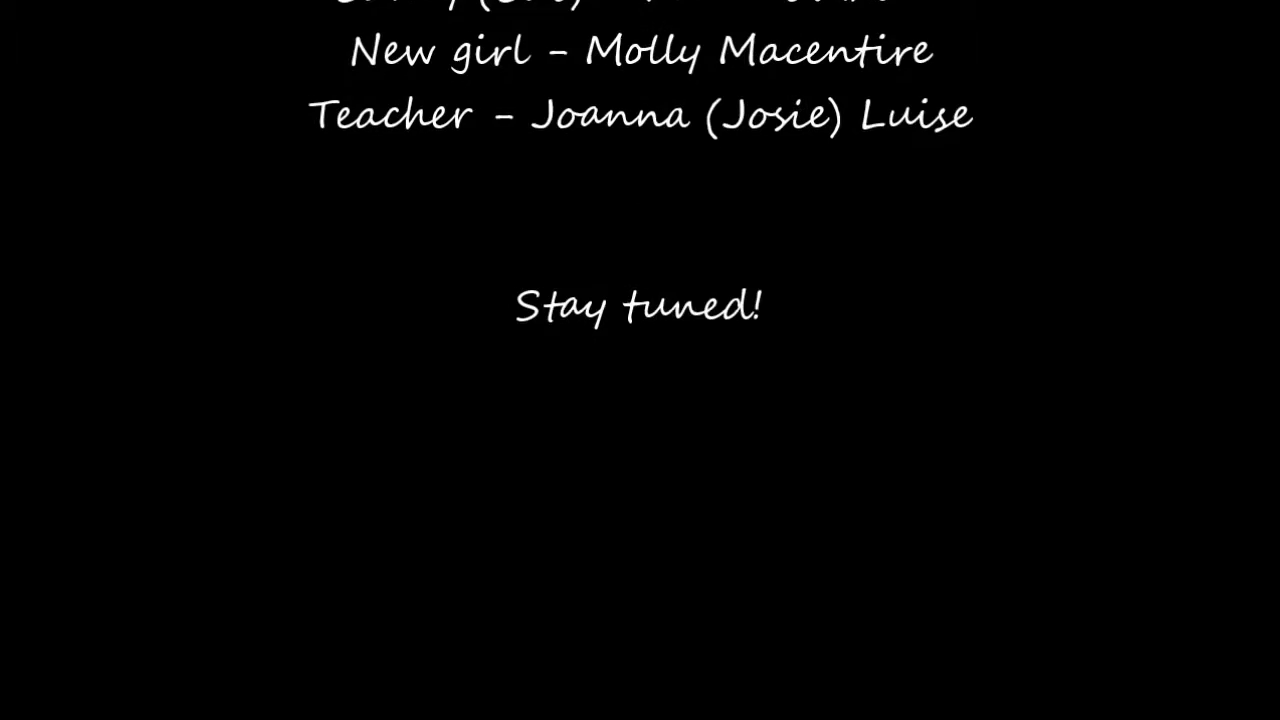 New girl - Molly Macentire
Teacher - Joanna (Josie) Luise
Stay tuned!